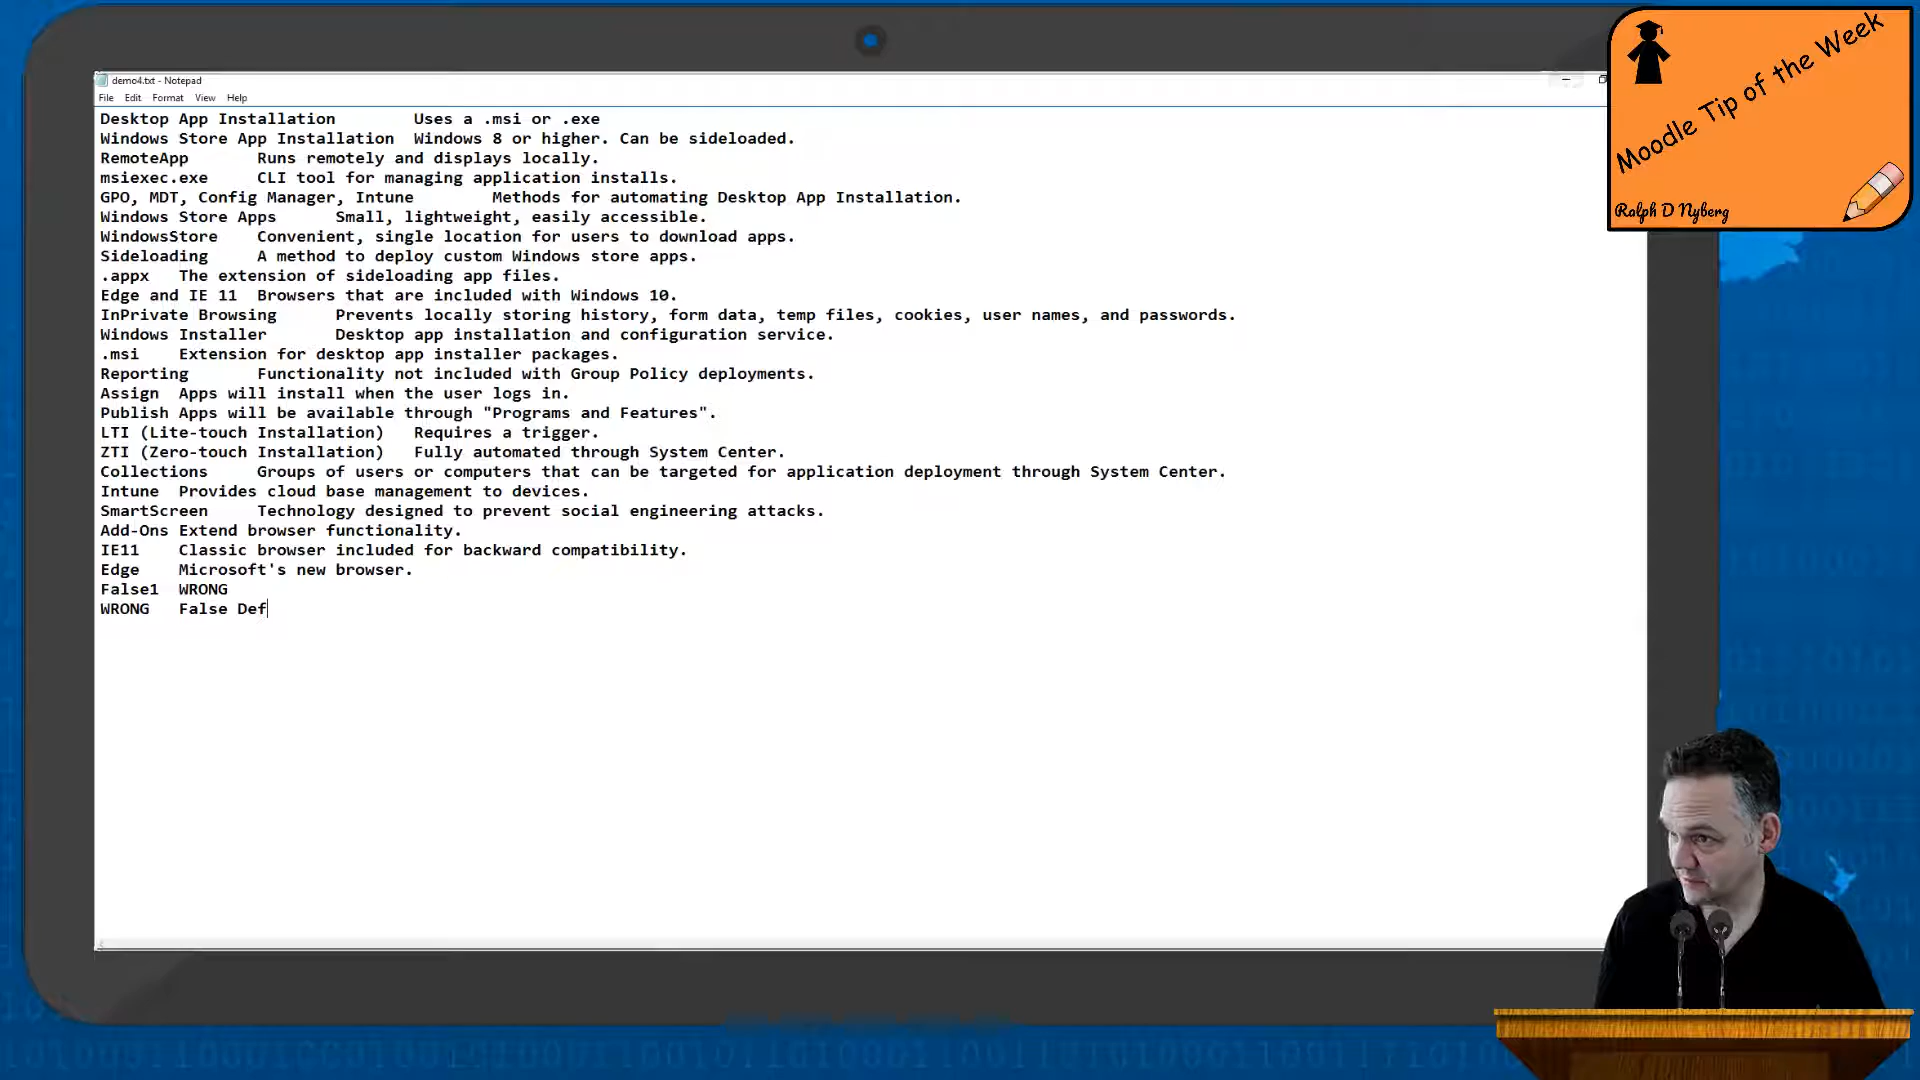 demo4.txt - Notepad
File Edit Format View Help
Desktop App Installation Uses a .msi or .exe
Windows Store App Installation Windows 8 or higher. Can be sideloaded.
RemoteApp Runs remotely and displays locally.
msiexec.exe CLI tool for managing application installs.
GPO, MDT, Config Manager, Intune Methods for automating Desktop App Installation.
Windows Store Apps Small, lightweight, easily accessible.
WindowsStore Convenient, single location for users to download apps.
Sideloading A method to deploy custom Windows store apps.
.appx The extension of sideloading app files.
Edge and IE 11 Browsers that are included with Windows 10.
InPrivate Browsing Prevents locally storing history, form data, temp files, cookies, user names, and passwords.
Windows Installer Desktop app installation and configuration service.
.msi Extension for desktop app installer packages.
Reporting Functionality not included with Group Policy deployments.
Assign Apps will install when the user logs in.
Publish Apps will be available through "Programs and Features".
LTI (Lite-touch Installation) Requires a trigger.
ZTI (Zero-touch Installation) Fully automated through System Center.
Collections Groups of users or computers that can be targeted for application deployment through System Center.
Intune Provides cloud base management to devices.
SmartScreen Technology designed to prevent social engineering attacks.
Add-Ons Extend browser functionality.
IE11 Classic browser included for backward compatibility.
Edge Microsoft's new browser.
False1 WRONG
WRONG False Def
Moodle Tip of the Week
Ralph D Nyberg